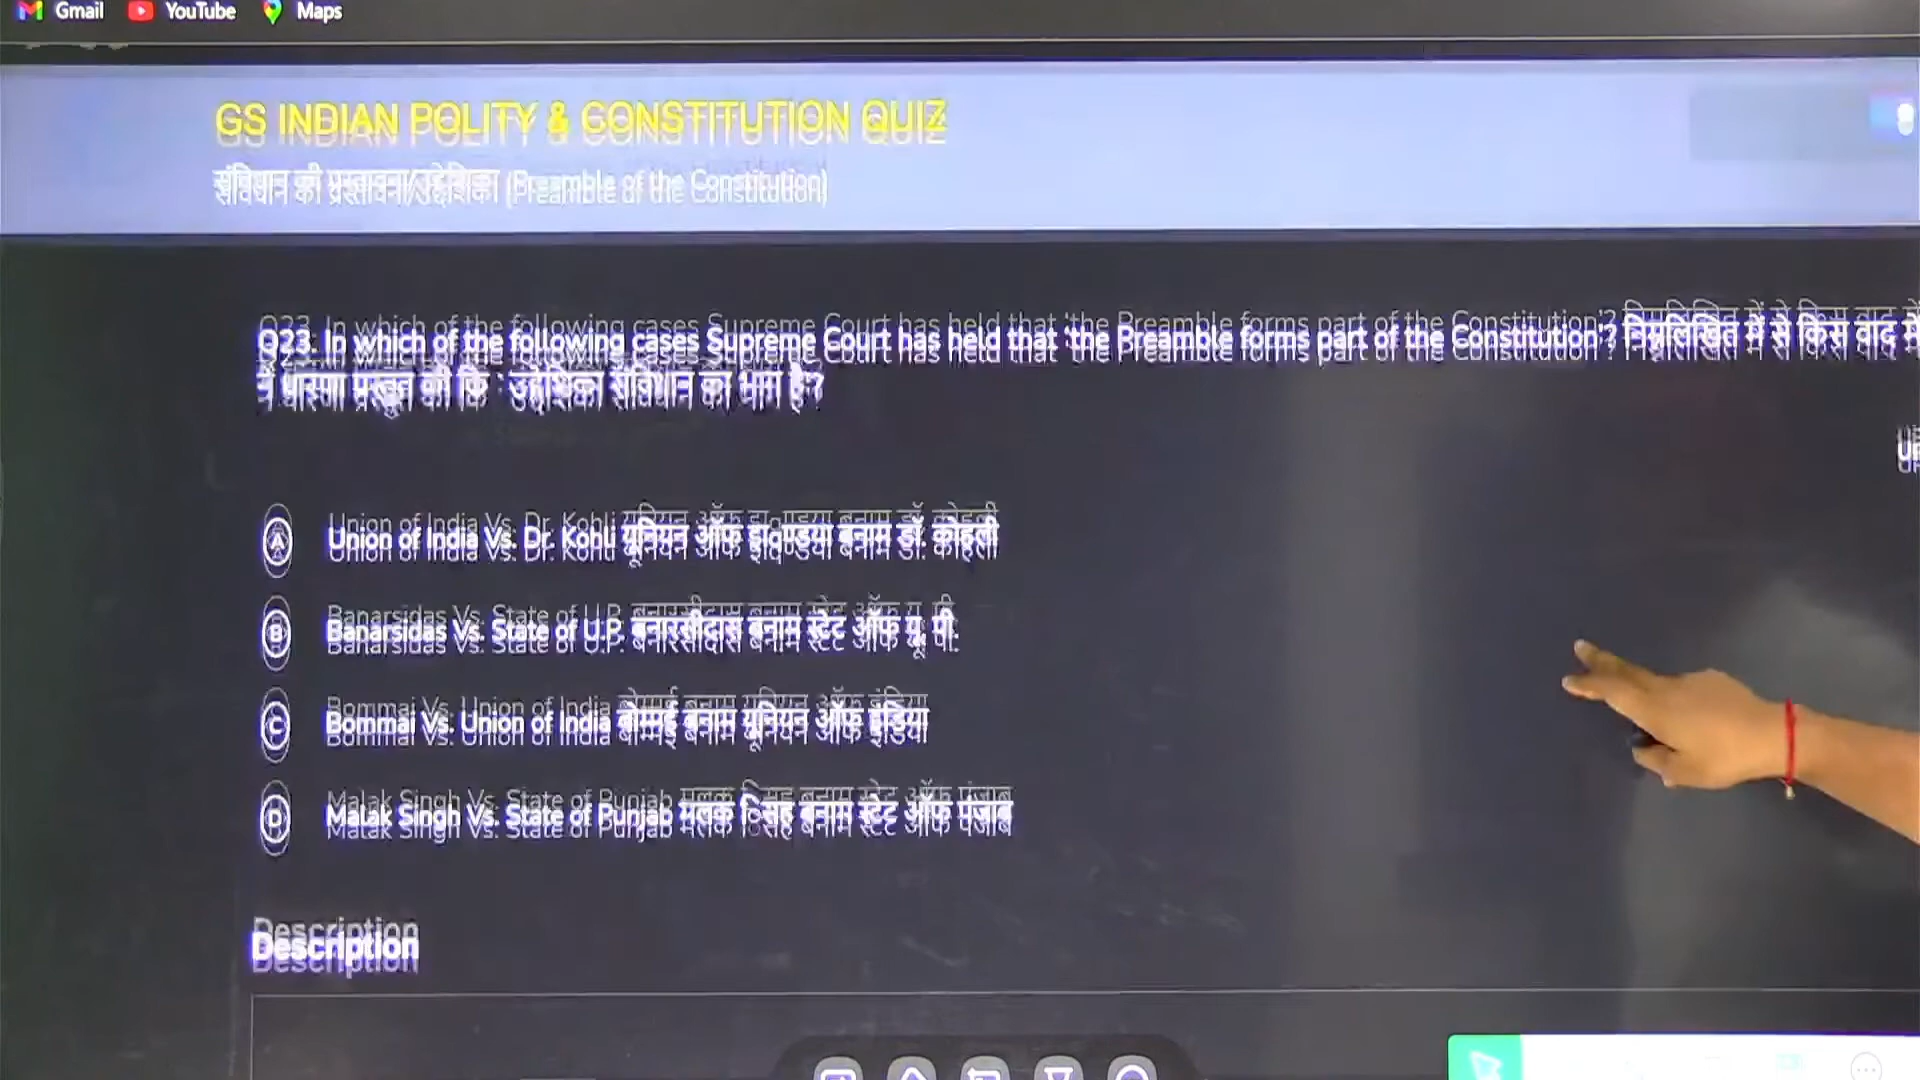 Gmail YouTube Maps
GS INDIAN POLITY & CONSTITUTION QUIZ
संविधान की प्रस्तावना/उद्देशिका (Preamble of the Constitution)
Q23. In which of the following cases Supreme Court has held that 'the Preamble forms part of the Constitution'? निम्नलिखित में से किस वाद में
ने धारणा प्रस्तुत की कि `उद्देशिका संविधान का भाग है'?
A Union of India Vs. Dr. Kohli यूनियन ऑफ इाण्डया बनाम डॉ. कोहली
B Banarsidas Vs. State of U.P. बनारसीदास बनाम स्टेट ऑफ यू. पी.
C Bommai Vs. Union of India बोम्मई बनाम यूनियन ऑफ इंडिया
D Malak Singh Vs. State of Punjab मलक िसह बनाम स्टेट ऑफ पंजाब
Description